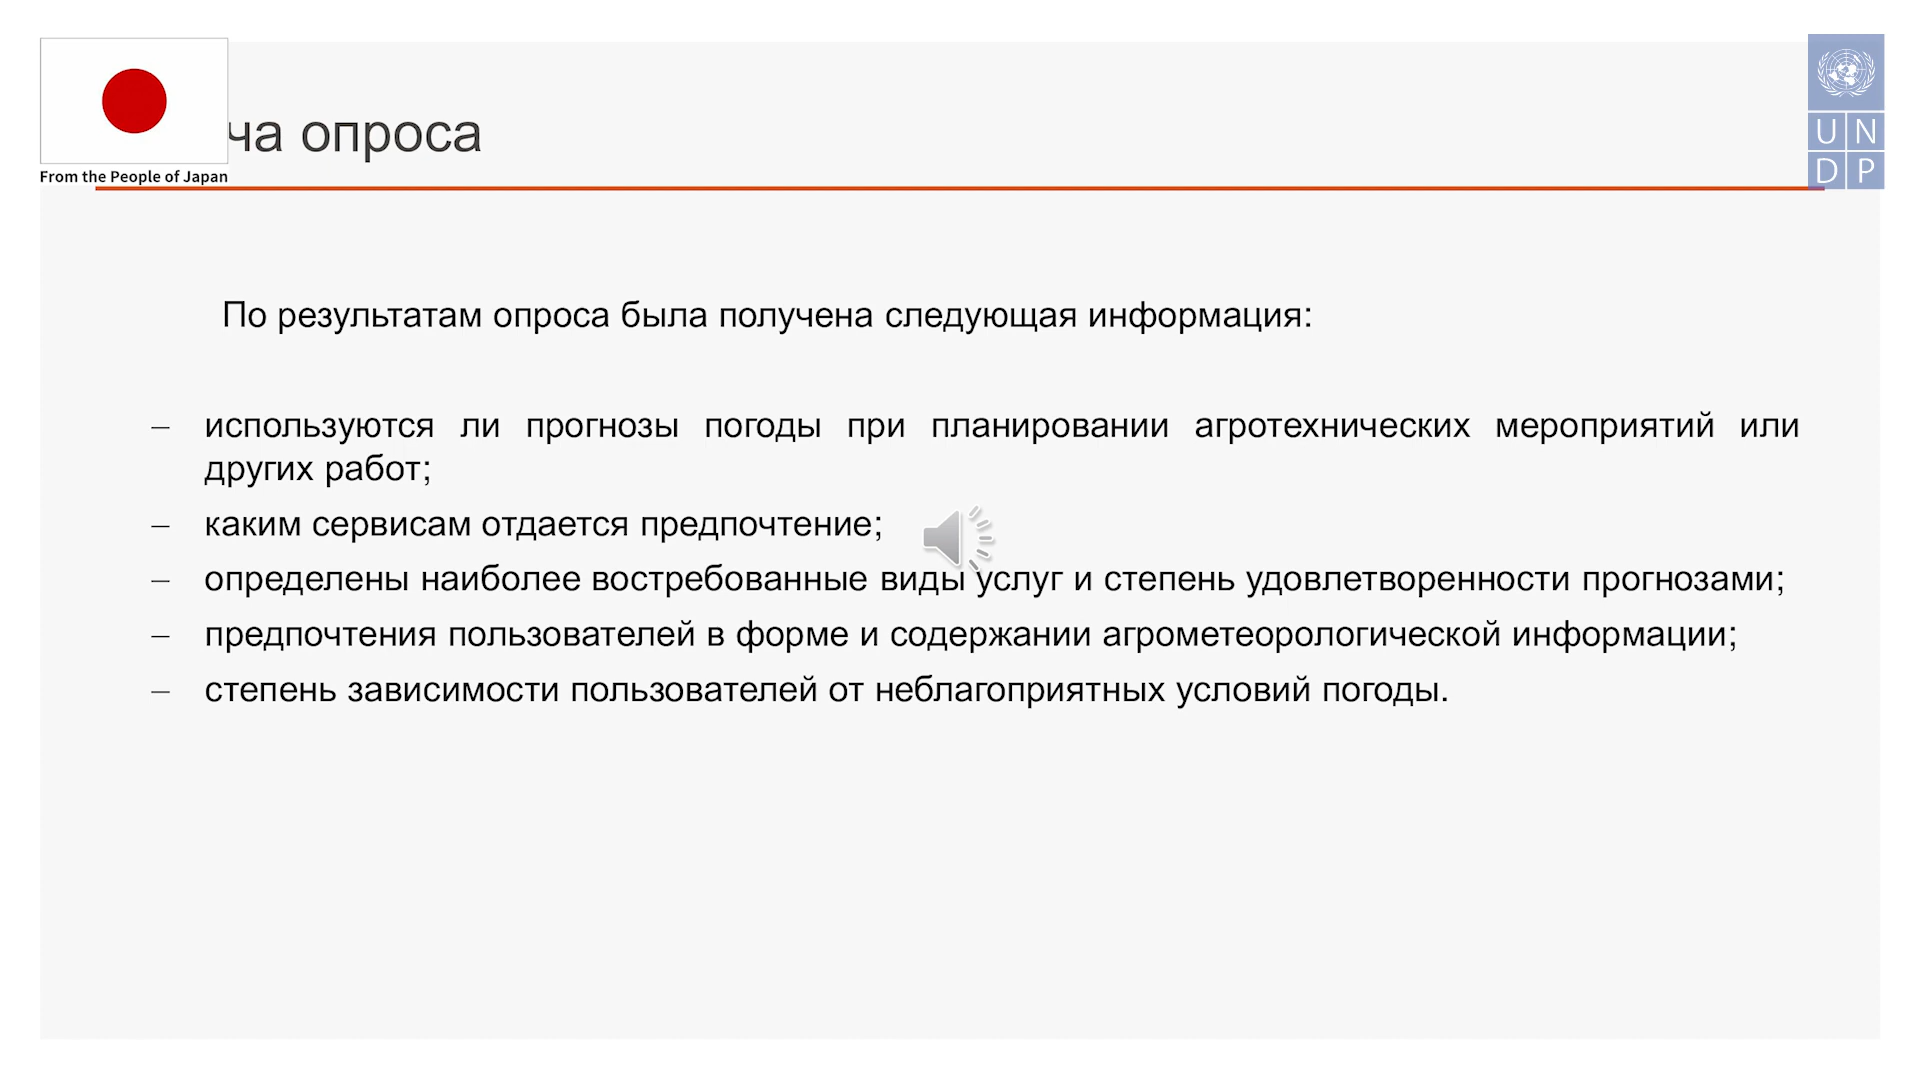 ча опроса
From the People of Japan
U N
D P
По результатам опроса была получена следующая информация:
– используются ли прогнозы погоды при планировании агротехнических мероприятий или
других работ;
– каким сервисам отдается предпочтение;
– определены наиболее востребованные виды услуг и степень удовлетворенности прогнозами;
– предпочтения пользователей в форме и содержании агрометеорологической информации;
– степень зависимости пользователей от неблагоприятных условий погоды.